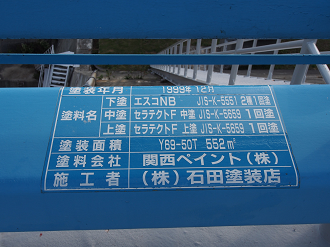 塗装年月 1999年12月
塗料名
下塗 エスコNB JIS-K-5551 2種1回塗
中塗 セラテクトF 中塗 JIS-K-5659 1回塗
上塗 セラテクトF 上塗 JIS-K-5659 1回塗
塗装面積 Y69-50T 552㎡
塗料会社 関西ペイント(株)
施工者 (株)石田塗装店